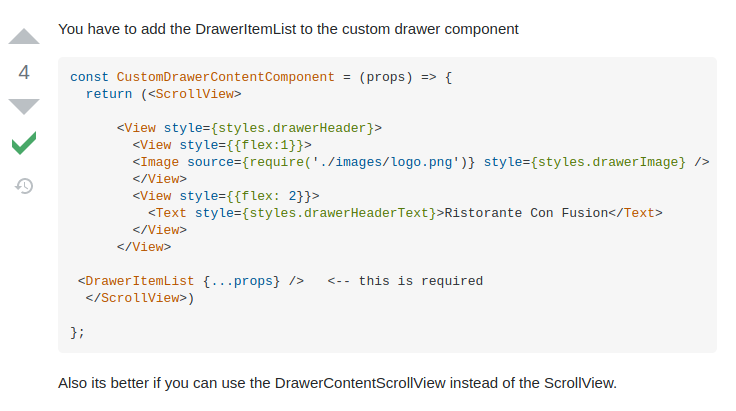 You have to add the DrawerItemList to the custom drawer component
4
const CustomDrawerContentComponent = (props) => {
  return (<ScrollView>

      <View style={styles.drawerHeader}>
        <View style={{flex:1}}>
        <Image source={require('./images/logo.png')} style={styles.drawerImage} />
        </View>
        <View style={{flex: 2}}>
          <Text style={styles.drawerHeaderText}>Ristorante Con Fusion</Text>
        </View>
      </View>

 <DrawerItemList {...props} />   <-- this is required
  </ScrollView>)

};
Also its better if you can use the DrawerContentScrollView instead of the ScrollView.